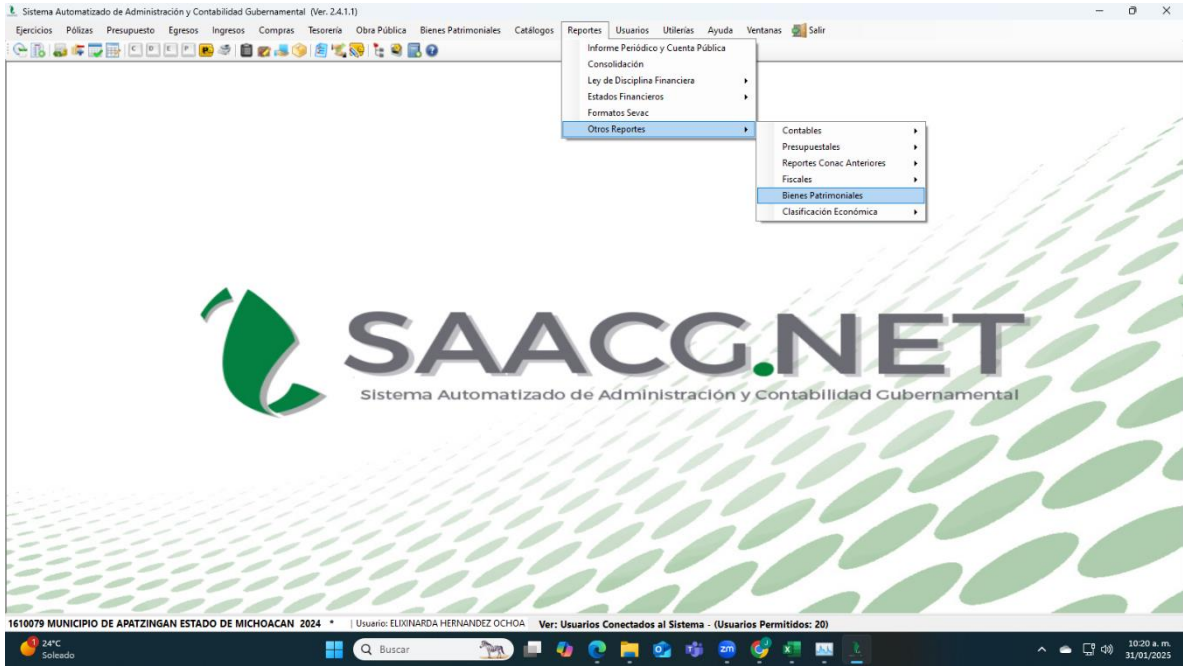 Sistema Automatizado de Administración y Contabilidad Gubernamental (Ver. 2.4.1.1)
Ejercicios Pólizas Presupuesto Egresos Ingresos Compras Tesorería Obra Pública Bienes Patrimoniales Catálogos Reportes Usuarios Utilerías Ayuda Ventanas Salir
C D E P
Informe Periódico y Cuenta Pública
Consolidación
Ley de Disciplina Financiera
Estados Financieros
Formatos Sevac
Otros Reportes
Contables
Presupuestales
Reportes Conac Anteriores
Fiscales
Bienes Patrimoniales
Clasificación Económica
SAACG.NET
Sistema Automatizado de Administración y Contabilidad Gubernamental
1610079 MUNICIPIO DE APATZINGAN ESTADO DE MICHOACAN 2024 * | Usuario: ELIXINARDA HERNANDEZ OCHOA Ver: Usuarios Conectados al Sistema - (Usuarios Permitidos: 20)
1 24°C
Soleado
Buscar
zm
10:20 a. m.
31/01/2025